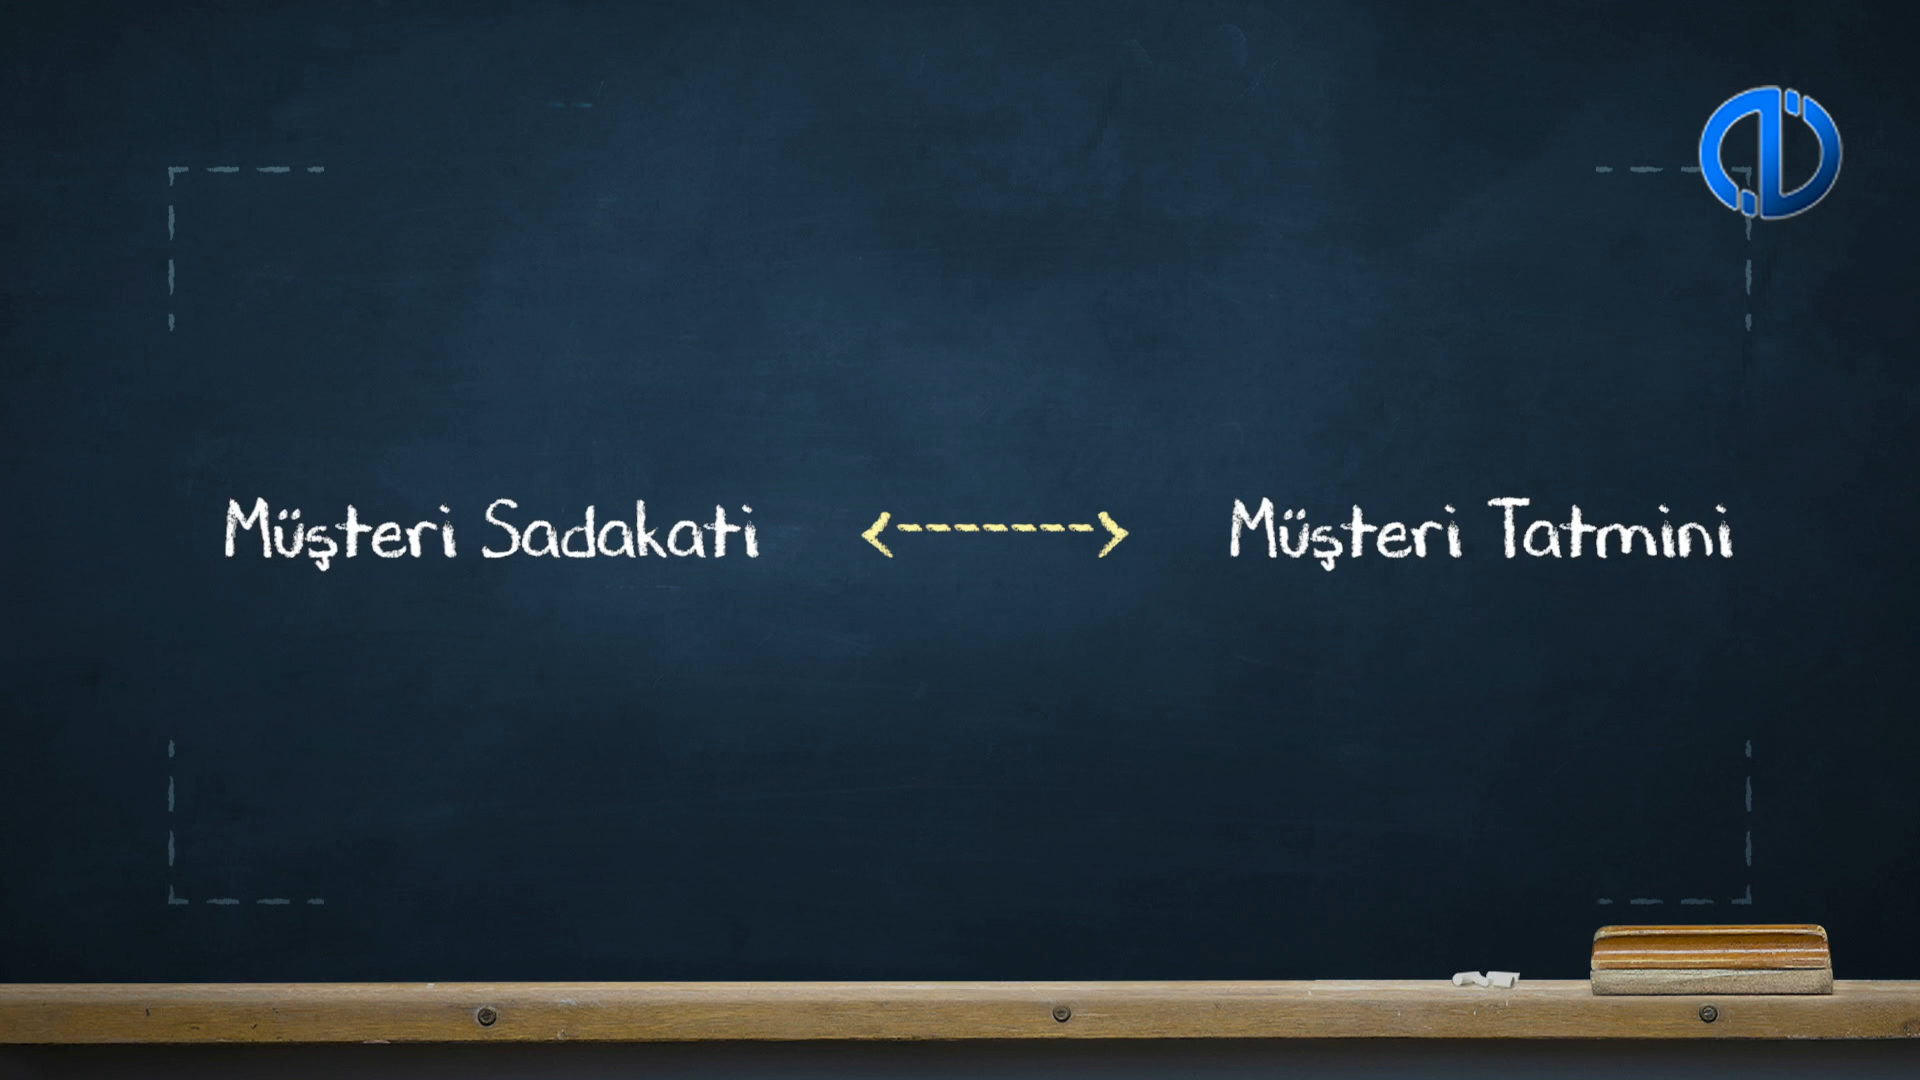 Müşteri Sadakati <-------> Müşteri Tatmini